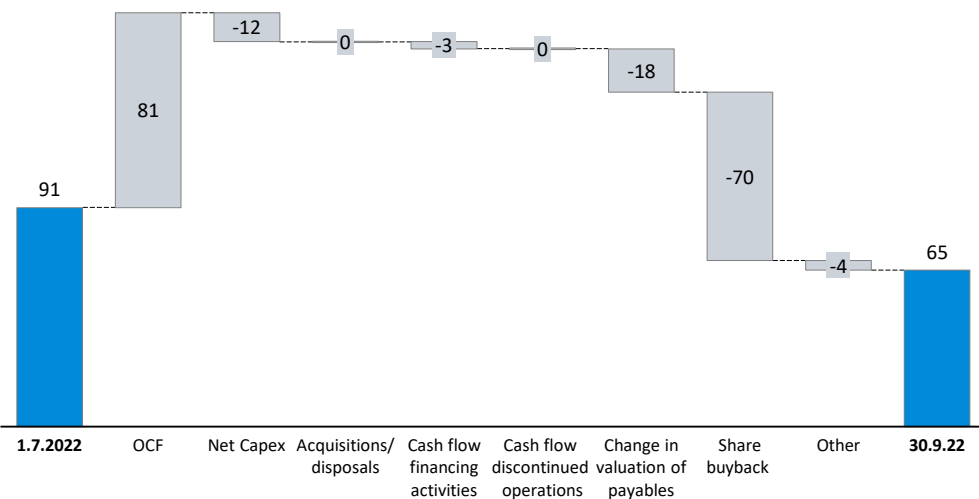 91
81
-12
0
-3
0
-18
-70
-4
65
1.7.2022
OCF
Net Capex
Acquisitions/
disposals
Cash flow
financing
activities
Cash flow
discontinued
operations
Change in
valuation of
payables
Share
buyback
Other
30.9.22